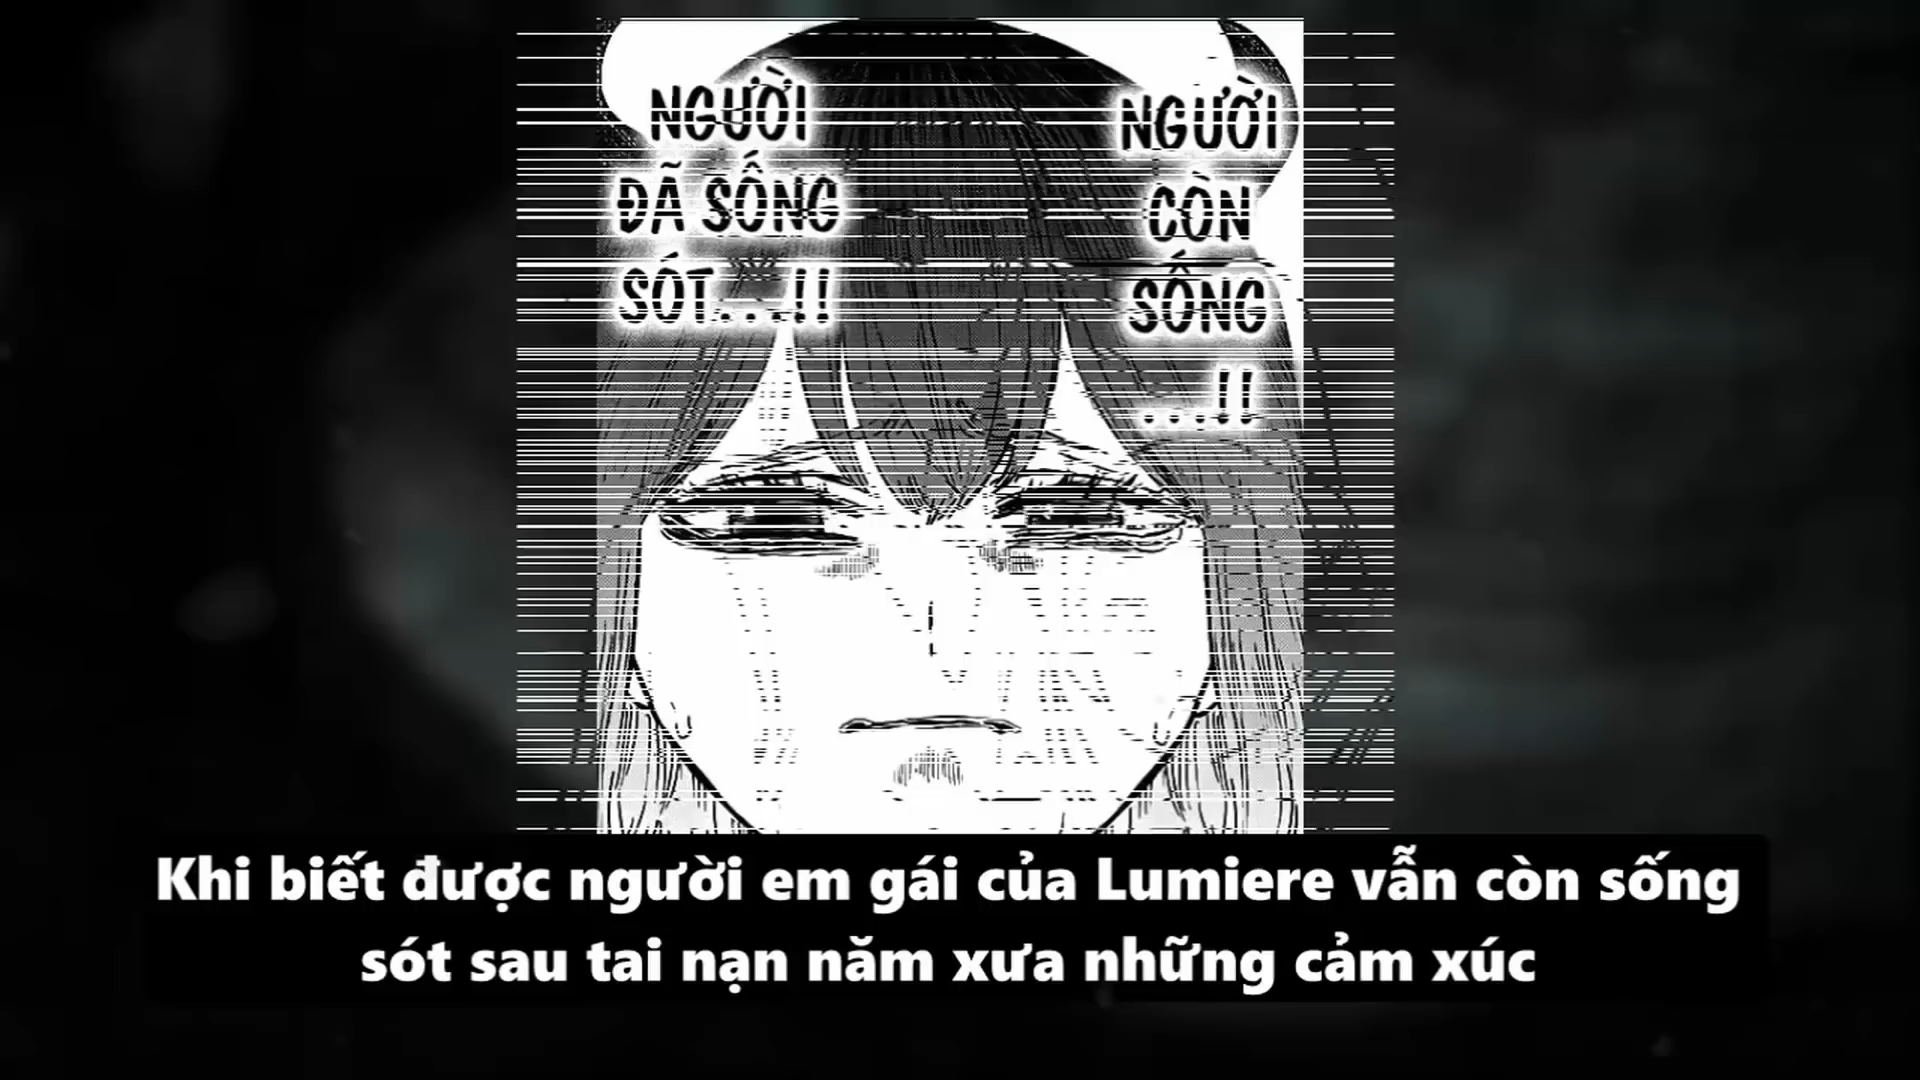 NGƯỜI
ĐÃ SỐNG
SÓT...!!
NGƯỜI
CÒN
SỐNG
...!!
Khi biết được người em gái của Lumiere vẫn còn sống
sót sau tai nạn năm xưa những cảm xúc